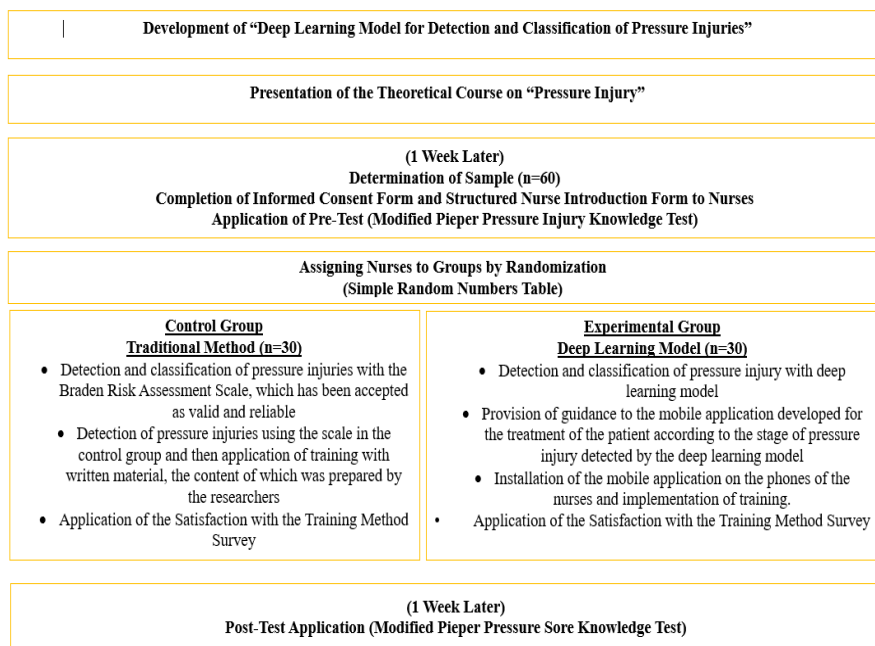 Development of “Deep Learning Model for Detection and Classification of Pressure Injuries”
Presentation of the Theoretical Course on “Pressure Injury”
(1 Week Later)
Determination of Sample (n=60)
Completion of Informed Consent Form and Structured Nurse Introduction Form to Nurses
Application of Pre-Test (Modified Pieper Pressure Injury Knowledge Test)
Assigning Nurses to Groups by Randomization
(Simple Random Numbers Table)
Control Group
Traditional Method (n=30)
• Detection and classification of pressure injuries with the
Braden Risk Assessment Scale, which has been accepted
as valid and reliable
• Detection of pressure injuries using the scale in the
control group and then application of training with
written material, the content of which was prepared by
the researchers
• Application of the Satisfaction with the Training Method
Survey
Experimental Group
Deep Learning Model (n=30)
• Detection and classification of pressure injury with deep
learning model
• Provision of guidance to the mobile application developed for
the treatment of the patient according to the stage of pressure
injury detected by the deep learning model
• Installation of the mobile application on the phones of the
nurses and implementation of training.
• Application of the Satisfaction with the Training Method Survey
(1 Week Later)
Post-Test Application (Modified Pieper Pressure Sore Knowledge Test)